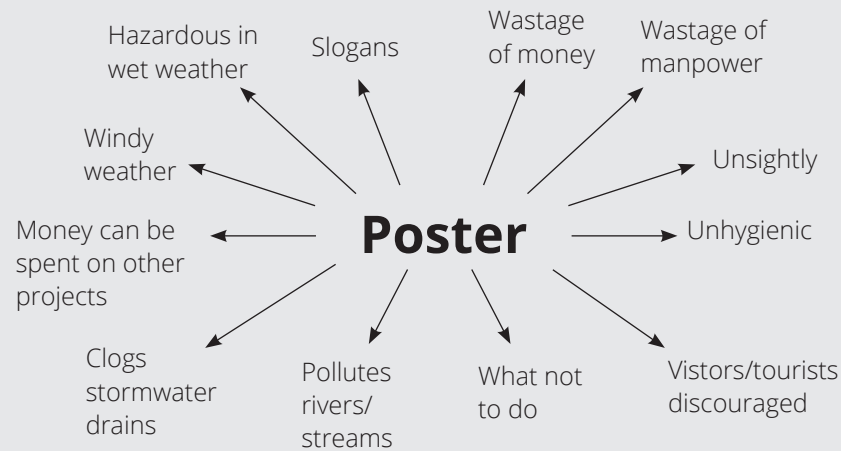 Hazardous in
wet weather
Slogans
Wastage
of money
Wastage of
manpower
Windy
weather
Unsightly
Poster
Money can be
spent on other
projects
Unhygienic
Clogs
stormwater
drains
Pollutes
rivers/
streams
What not
to do
Vistors/tourists
discouraged